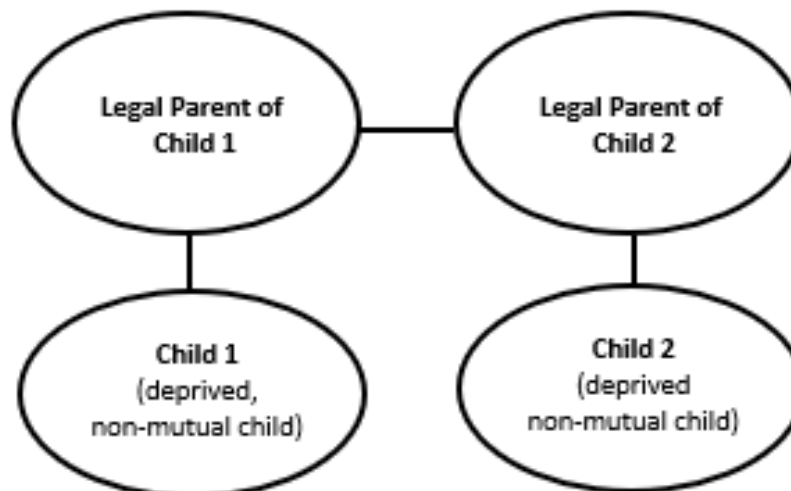 Legal Parent of
Child 1
Legal Parent of
Child 2
Child 1
(deprived,
non-mutual child)
Child 2
(deprived
non-mutual child)